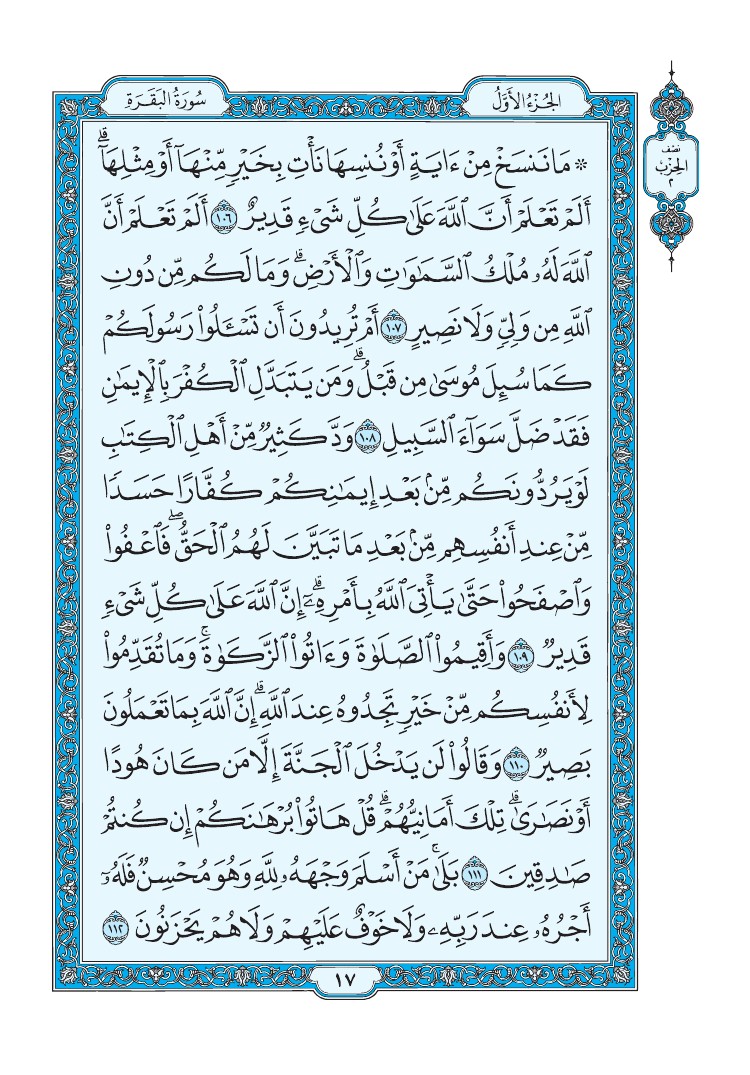 الجُزْءُ الأَوَّلُ
سُورَةُ البَقَرَةِ
نصف
الحِزْب
٢
۞ مَا نَنسَخْ مِنْ ءَايَةٍ أَوْ نُنسِهَا نَأْتِ بِخَيْرٍ مِّنْهَآ أَوْ مِثْلِهَآۗ
أَلَمْ تَعْلَمْ أَنَّ ٱللَّهَ عَلَىٰ كُلِّ شَىْءٍ قَدِيرٌ ١٠٦ أَلَمْ تَعْلَمْ أَنَّ
ٱللَّهَ لَهُۥ مُلْكُ ٱلسَّمَٰوَٰتِ وَٱلْأَرْضِۗ وَمَا لَكُم مِّن دُونِ
ٱللَّهِ مِن وَلِىٍّ وَلَا نَصِيرٍ ١٠٧ أَمْ تُرِيدُونَ أَن تَسْـَٔلُوا۟ رَسُولَكُمْ
كَمَا سُئِلَ مُوسَىٰ مِن قَبْلُۗ وَمَن يَتَبَدَّلِ ٱلْكُفْرَ بِٱلْإِيمَٰنِ
فَقَدْ ضَلَّ سَوَآءَ ٱلسَّبِيلِ ١٠٨ وَدَّ كَثِيرٌ مِّنْ أَهْلِ ٱلْكِتَٰبِ
لَوْ يَرُدُّونَكُم مِّنۢ بَعْدِ إِيمَٰنِكُمْ كُفَّارًا حَسَدًا
مِّنْ عِندِ أَنفُسِهِم مِّنۢ بَعْدِ مَا تَبَيَّنَ لَهُمُ ٱلْحَقُّۖ فَٱعْفُوا۟
وَٱصْفَحُوا۟ حَتَّىٰ يَأْتِىَ ٱللَّهُ بِأَمْرِهِۦٓۗ إِنَّ ٱللَّهَ عَلَىٰ كُلِّ شَىْءٍ
قَدِيرٌ ١٠٩ وَأَقِيمُوا۟ ٱلصَّلَوٰةَ وَءَاتُوا۟ ٱلزَّكَوٰةَۚ وَمَا تُقَدِّمُوا۟
لِأَنفُسِكُم مِّنْ خَيْرٍ تَجِدُوهُ عِندَ ٱللَّهِۗ إِنَّ ٱللَّهَ بِمَا تَعْمَلُونَ
بَصِيرٌ ١١٠ وَقَالُوا۟ لَن يَدْخُلَ ٱلْجَنَّةَ إِلَّا مَن كَانَ هُودًا
أَوْ نَصَٰرَىٰۗ تِلْكَ أَمَانِيُّهُمْۗ قُلْ هَاتُوا۟ بُرْهَٰنَكُمْ إِن كُنتُمْ
صَٰدِقِينَ ١١١ بَلَىٰۚ مَنْ أَسْلَمَ وَجْهَهُۥ لِلَّهِ وَهُوَ مُحْسِنٌ فَلَهُۥٓ
أَجْرُهُۥ عِندَ رَبِّهِۦ وَلَا خَوْفٌ عَلَيْهِمْ وَلَا هُمْ يَحْزَنُونَ ١١٢
١٧